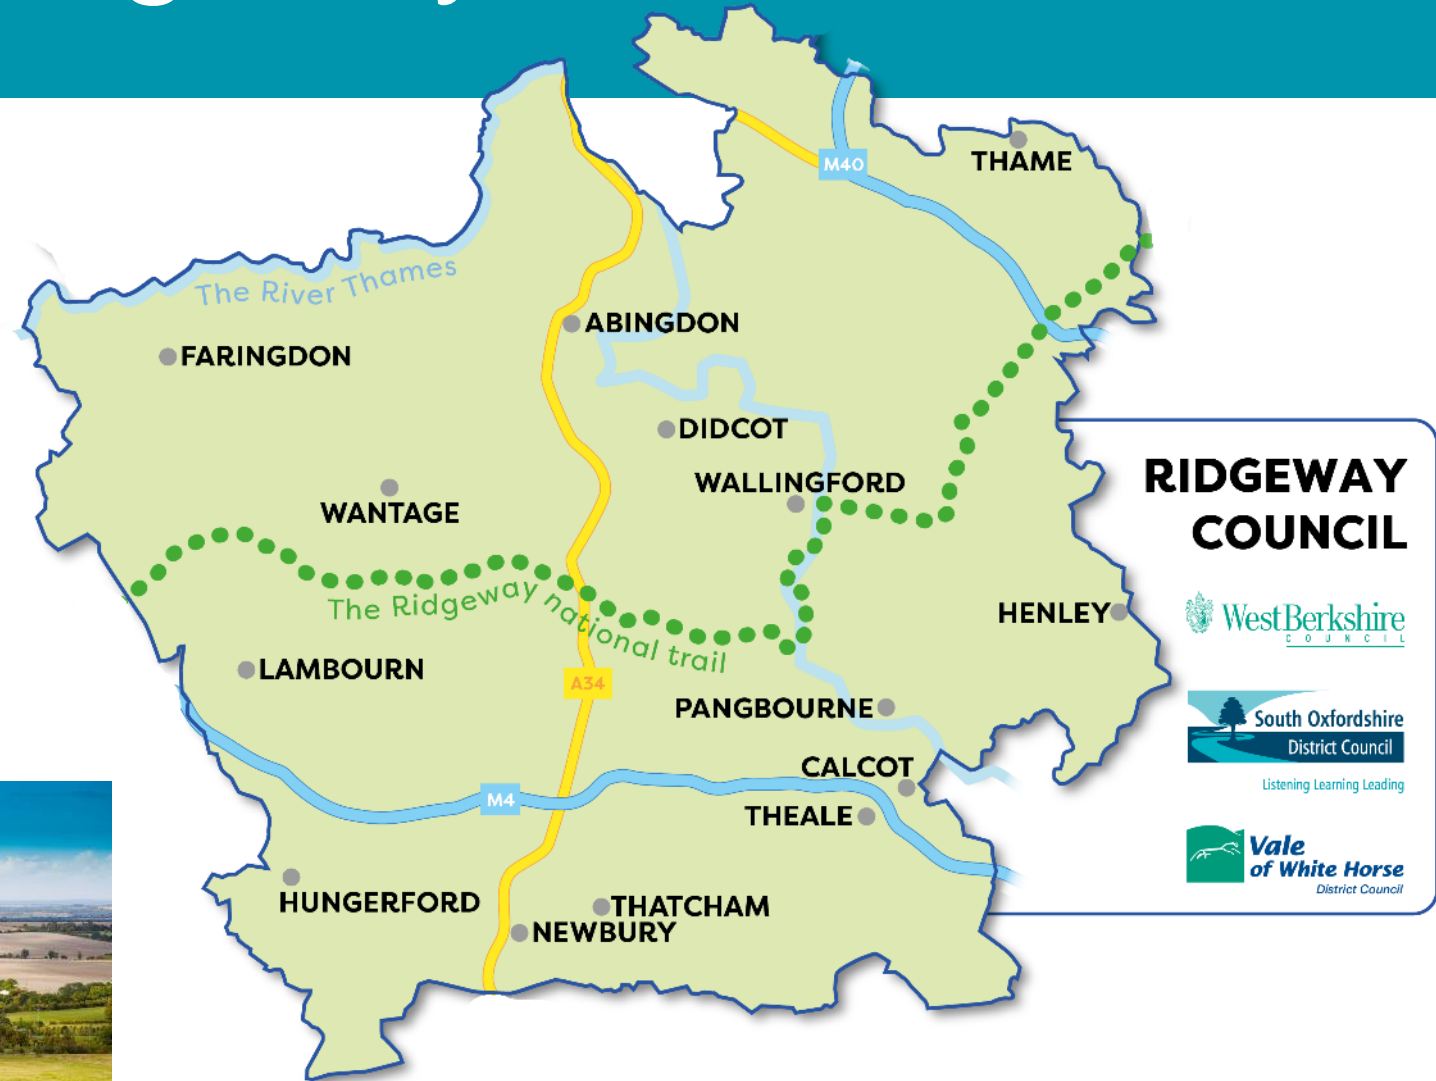 M40
THAME
The River Thames
ABINGDON
FARINGDON
DIDCOT
WALLINGFORD
WANTAGE
The Ridgeway national trail
HENLEY
LAMBOURN
A34
PANGBOURNE
CALCOT
M4
THEALE
HUNGERFORD
THATCHAM
NEWBURY
RIDGEWAY
COUNCIL
West Berkshire
COUNCIL
South Oxfordshire
District Council
Listening Learning Leading
Vale
of White Horse
District Council